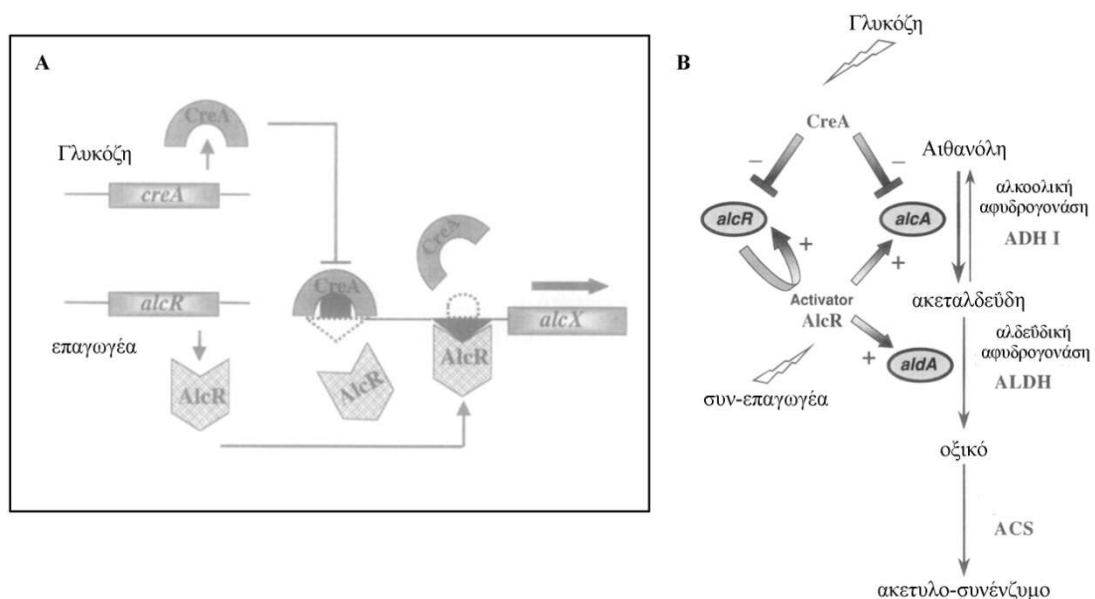 A
CreA
Γλυκόζη
creA
CreA
CreA
alcR
alcX
επαγωγέα
AlcR
AlcR
AlcR
B
Γλυκόζη
CreA
Αιθανόλη
− −
αλκοολική
αφυδρογονάση
ADH I
alcR
alcA
+ +
Activator
AlcR
ακεταλδεΰδη
+
aldA
αλδεΰδική
αφυδρογονάση
ALDH
συν-επαγωγέα
οξικό
ACS
ακετυλο-συνένζυμο